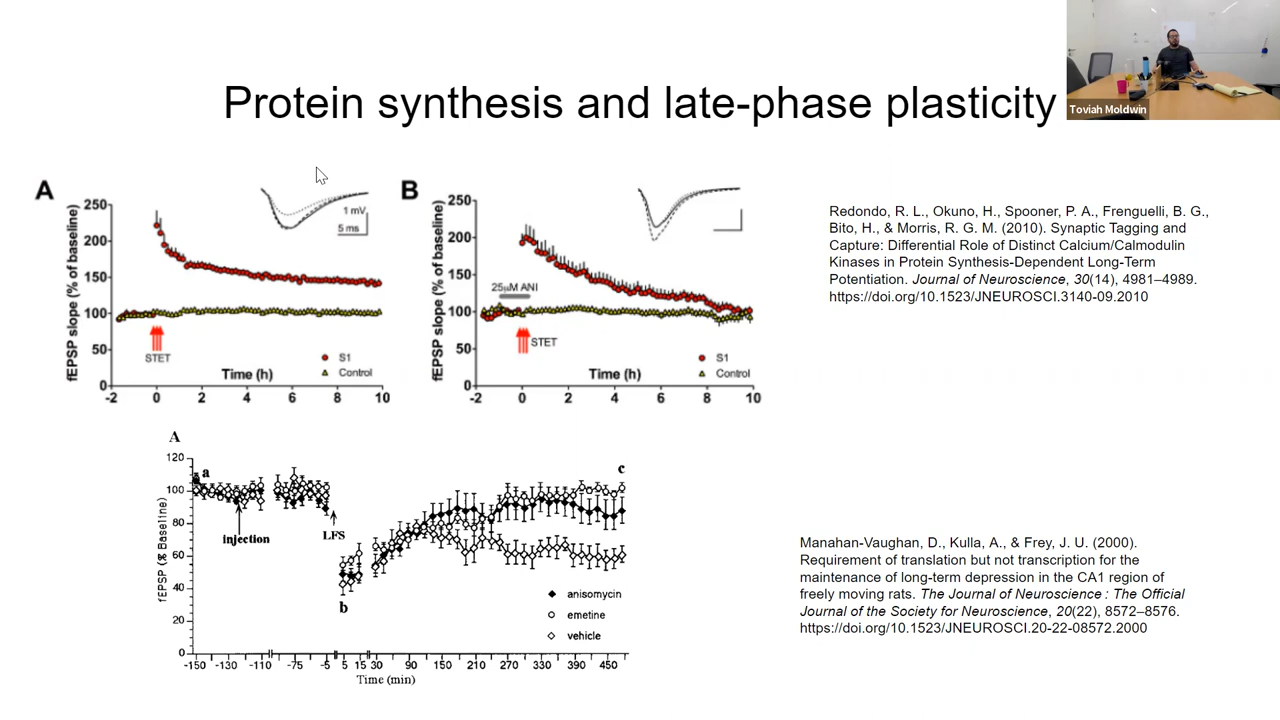 Toviah Moldwin
Protein synthesis and late-phase plasticity
A
fEPSP slope (% of baseline)
250
200
150
100
50
0
1 mV
5 ms
STET
S1
Control
Time (h)
-2 0 2 4 6 8 10
B
fEPSP slope (% of baseline)
250
200
150
100
50
0
25μM ANI
STET
S1
Control
Time (h)
-2 0 2 4 6 8 10
Redondo, R. L., Okuno, H., Spooner, P. A., Frenguelli, B. G.,
Bito, H., & Morris, R. G. M. (2010). Synaptic Tagging and
Capture: Differential Role of Distinct Calcium/Calmodulin
Kinases in Protein Synthesis-Dependent Long-Term
Potentiation. Journal of Neuroscience, 30(14), 4981–4989.
https://doi.org/10.1523/JNEUROSCI.3140-09.2010
A
fEPSP (% Baseline)
120
100
80
60
40
20
0
a
injection
LFS
b
c
anisomycin
emetine
vehicle
-150 -130 -110 -75 -5 5 15 30 90 150 210 270 330 390 450
Time (min)
Manahan-Vaughan, D., Kulla, A., & Frey, J. U. (2000).
Requirement of translation but not transcription for the
maintenance of long-term depression in the CA1 region of
freely moving rats. The Journal of Neuroscience : The Official
Journal of the Society for Neuroscience, 20(22), 8572–8576.
https://doi.org/10.1523/JNEUROSCI.20-22-08572.2000